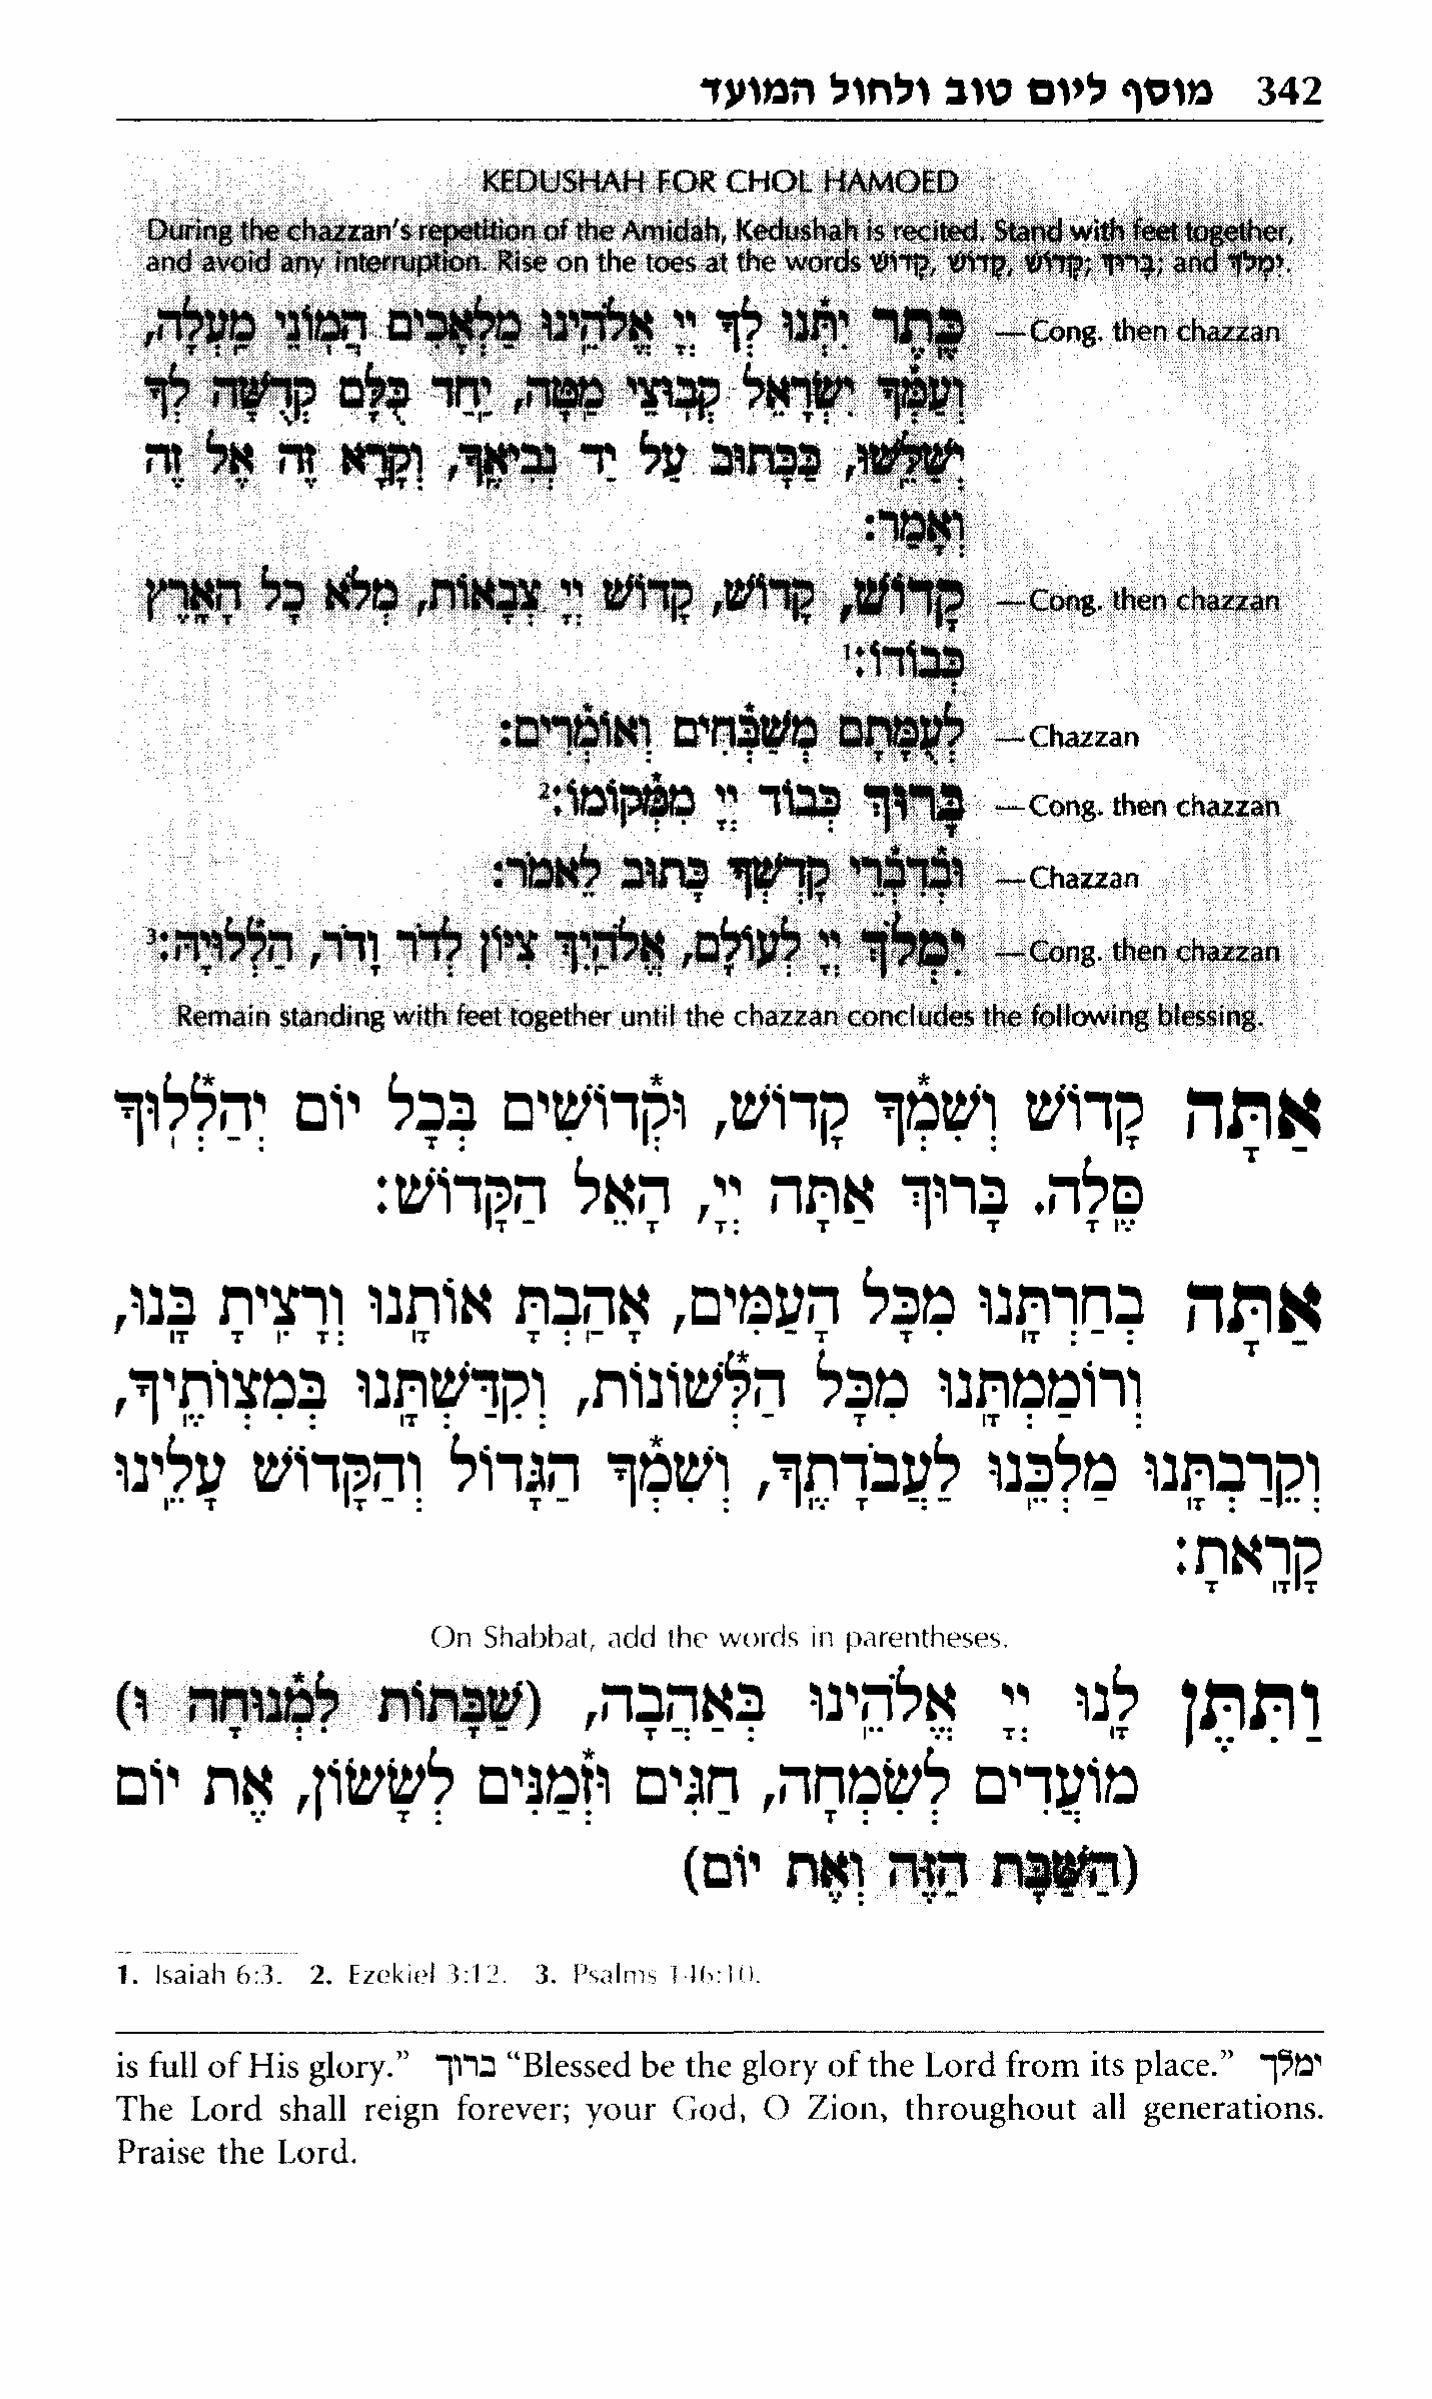 342 מוסף ליום טוב ולחול המועד
KEDUSHAH FOR CHOL HAMOED
During the chazzan's repetition of the Amidah, Kedushah is recited. Stand with feet together,
and avoid any interruption. Rise on the toes at the words קָדוֹשׁ, קָדוֹשׁ, קָדוֹשׁ; בָּרוּךְ; and יִמְלֹךְ.
Cong. then chazzan— כֶּתֶר יִתְּנוּ לְךָ יְיָ אֱלֹהֵינוּ מַלְאָכִים הֲמוֹנֵי מַעְלָה,
וְעַמְּךָ יִשְׂרָאֵל קְבוּצֵי מַטָּה, יַחַד כֻּלָּם קְדֻשָּׁה לְךָ
יְשַׁלֵּשׁוּ, כַּכָּתוּב עַל יַד נְבִיאֶךָ, וְקָרָא זֶה אֶל זֶה
וְאָמַר:
Cong. then chazzan— קָדוֹשׁ, קָדוֹשׁ, קָדוֹשׁ יְיָ צְבָאוֹת, מְלֹא כָל הָאָרֶץ
כְּבוֹדוֹ:1
Chazzan— לְעֻמָּתָם מְשַׁבְּחִים וְאוֹמְרִים:
Cong. then chazzan— בָּרוּךְ כְּבוֹד יְיָ מִמְּקוֹמוֹ:2
Chazzan— וּבְדִבְרֵי קָדְשְׁךָ כָּתוּב לֵאמֹר:
Cong. then chazzan— יִמְלֹךְ יְיָ לְעוֹלָם, אֱלֹהַיִךְ צִיּוֹן לְדֹר וָדֹר, הַלְלוּיָהּ:3
Remain standing with feet together until the chazzan concludes the following blessing.
אַתָּה קָדוֹשׁ וְשִׁמְךָ קָדוֹשׁ, וּקְדוֹשִׁים בְּכָל יוֹם יְהַלְלוּךָ
סֶּלָה. בָּרוּךְ אַתָּה יְיָ, הָאֵל הַקָּדוֹשׁ:
אַתָּה בְחַרְתָּנוּ מִכָּל הָעַמִּים, אָהַבְתָּ אוֹתָנוּ וְרָצִיתָ בָּנוּ,
וְרוֹמַמְתָּנוּ מִכָּל הַלְּשׁוֹנוֹת, וְקִדַּשְׁתָּנוּ בְּמִצְוֹתֶיךָ,
וְקֵרַבְתָּנוּ מַלְכֵּנוּ לַעֲבֹדָתֶךָ, וְשִׁמְךָ הַגָּדוֹל וְהַקָּדוֹשׁ עָלֵינוּ
קָרָאתָ:
On Shabbat, add the words in parentheses.
וַתִּתֶּן לָנוּ יְיָ אֱלֹהֵינוּ בְּאַהֲבָה, (שַׁבָּתוֹת לִמְנוּחָה וּ)
מוֹעֲדִים לְשִׂמְחָה, חַגִּים וּזְמַנִּים לְשָׂשׂוֹן, אֶת יוֹם
(הַשַּׁבָּת הַזֶּה וְאֶת יוֹם)
1. Isaiah 6:3. 2. Ezekiel 3:12. 3. Psalms 146:10.
is full of His glory.” ברוך “Blessed be the glory of the Lord from its place.” ימלך
The Lord shall reign forever; your God, O Zion, throughout all generations.
Praise the Lord.